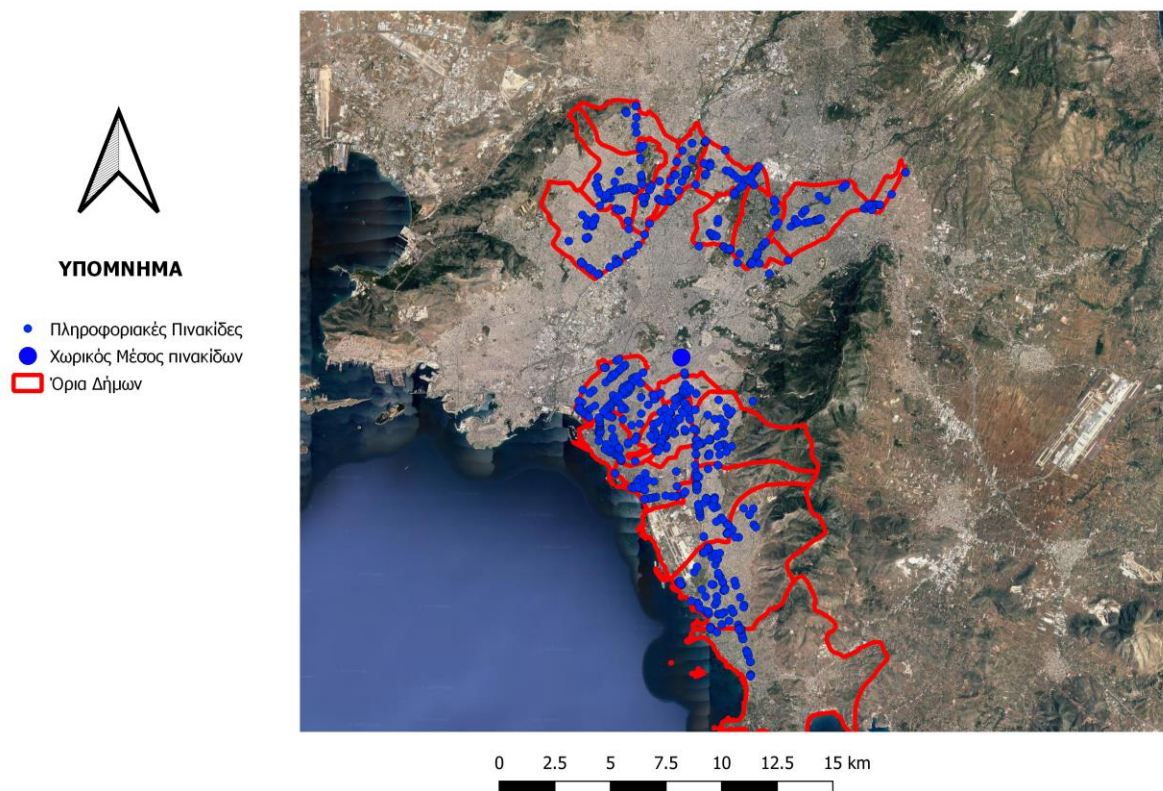 ΥΠΟΜΝΗΜΑ
Πληροφοριακές Πινακίδες
Χωρικός Μέσος πινακίδων
Όρια Δήμων
0 2.5 5 7.5 10 12.5 15 km